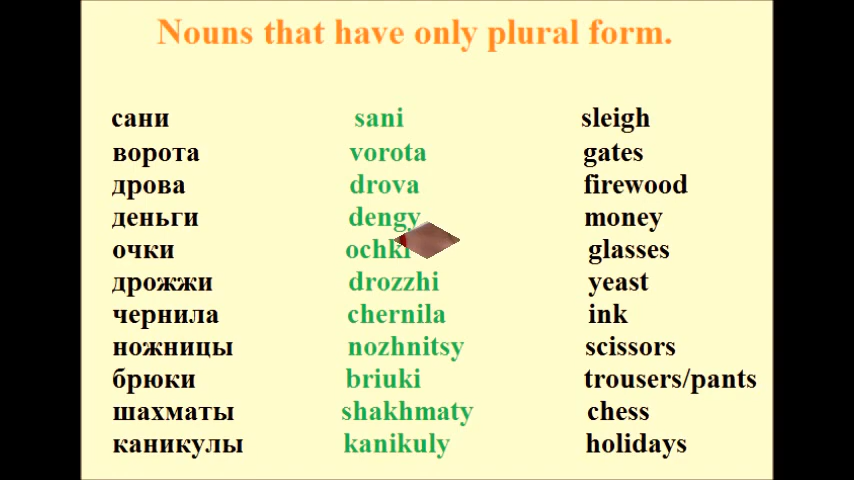 Nouns that have only plural form.
сани sani sleigh
ворота vorota gates
дрова drova firewood
деньги dengy money
очки ochki glasses
дрожжи drozzhi yeast
чернила chernila ink
ножницы nozhnitsy scissors
брюки briuki trousers/pants
шахматы shakhmaty chess
каникулы kanikuly holidays